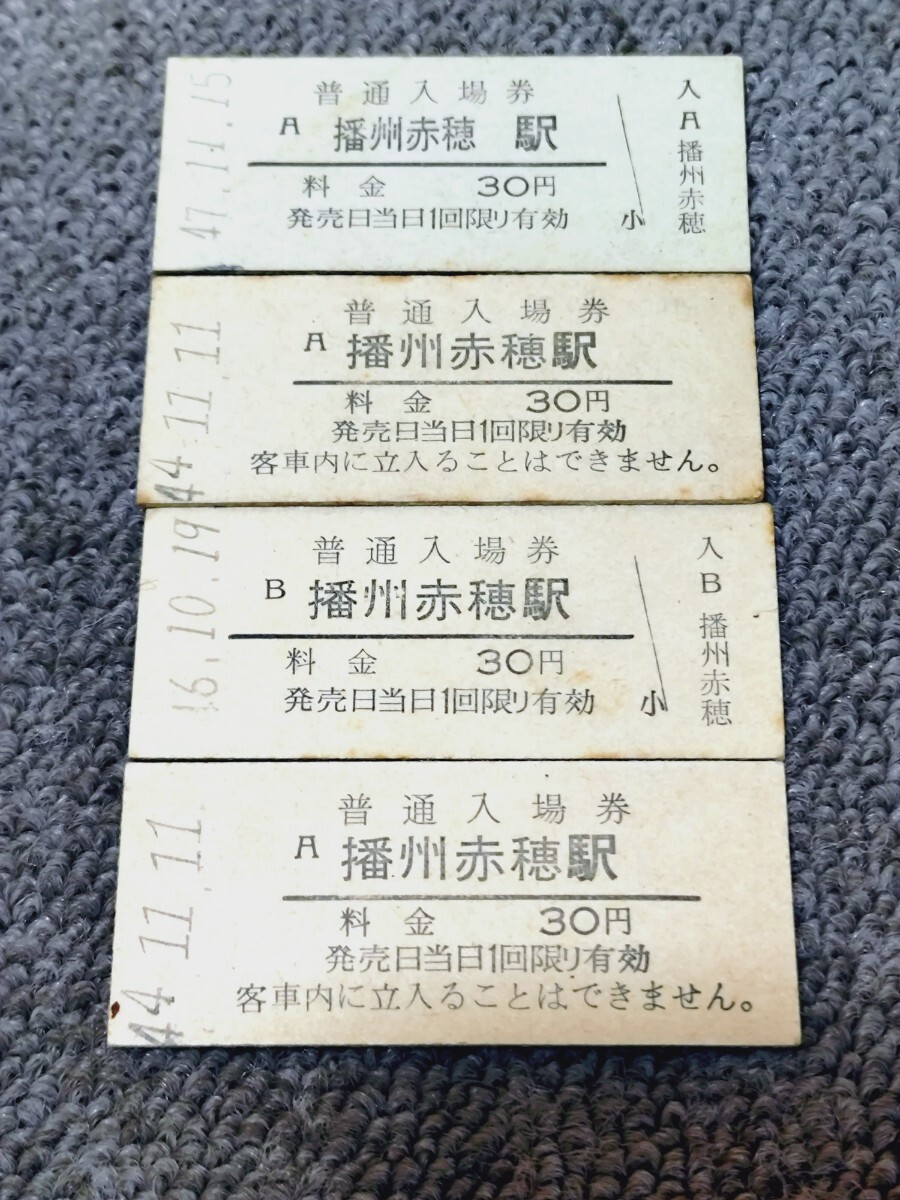 47.11.15
普通入場券
A 播州赤穂 駅
料金 30円
発売日当日1回限り有効
小
入
A
播州赤穂
44.11.11
普通入場券
A 播州赤穂駅
料金 30円
発売日当日1回限り有効
客車内に立入ることはできません。
46.10.19
普通入場券
B 播州赤穂駅
料金 30円
発売日当日1回限り有効
小
入
B
播州赤穂
44.11.11
普通入場券
A 播州赤穂駅
料金 30円
発売日当日1回限り有効
客車内に立入ることはできません。